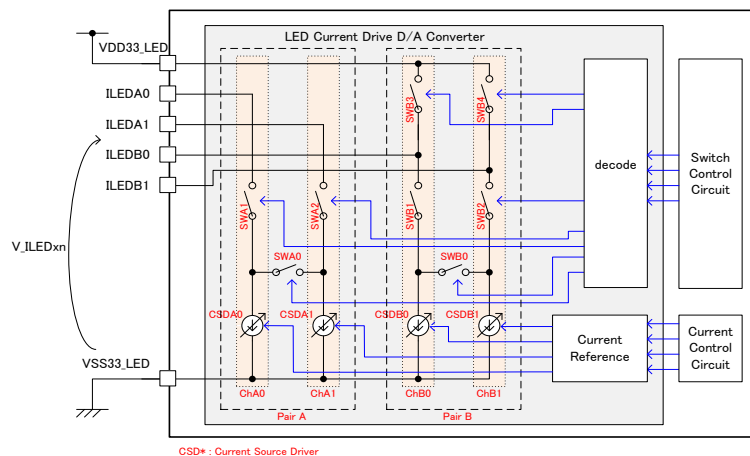 LED Current Drive D/A Converter
VDD33_LED
ILEDA0
ILEDA1
ILEDB0
ILEDB1
V_ILEDxn
VSS33_LED
SWB3
SWB4
SWA1
SWA2
SWB1
SWB2
SWA0
SWB0
CSDA0
CSDA1
CSDB0
CSDB1
ChA0
ChA1
ChB0
ChB1
Pair A
Pair B
decode
Switch
Control
Circuit
Current
Reference
Current
Control
Circuit
CSD* : Current Source Driver